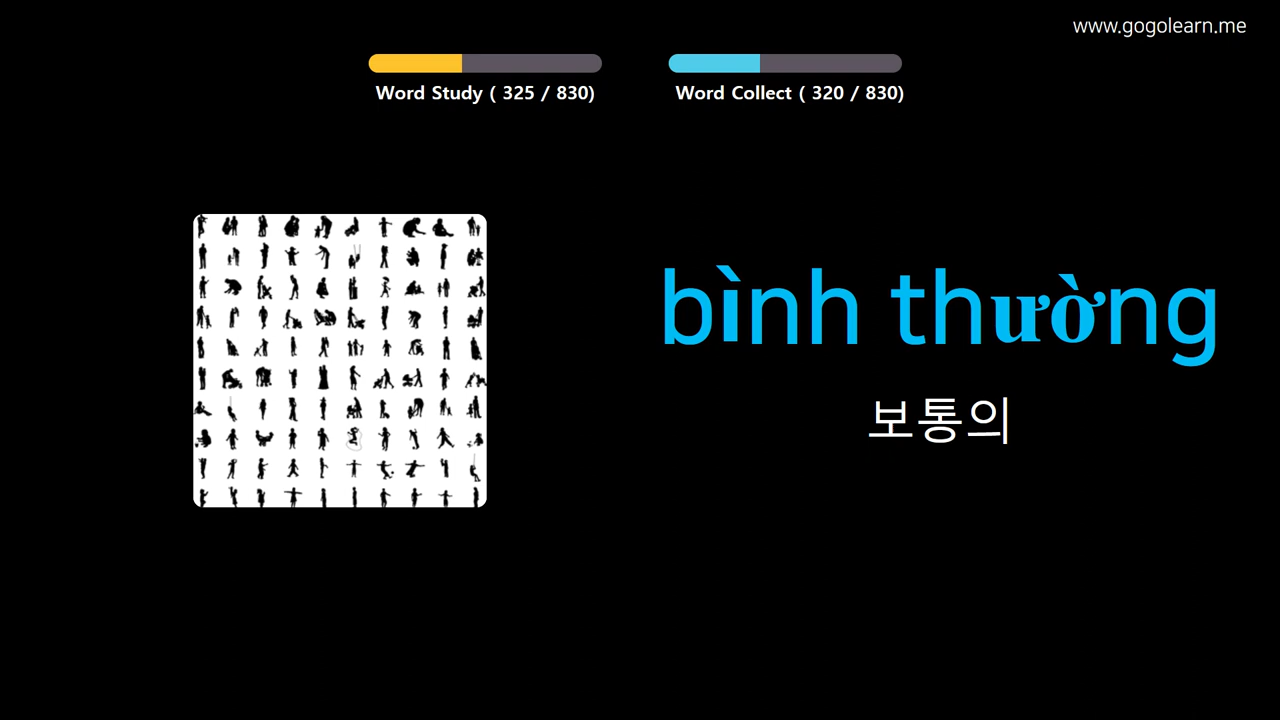 www.gogolearn.me
Word Study ( 325 / 830)
Word Collect ( 320 / 830)
bình thường
보통의